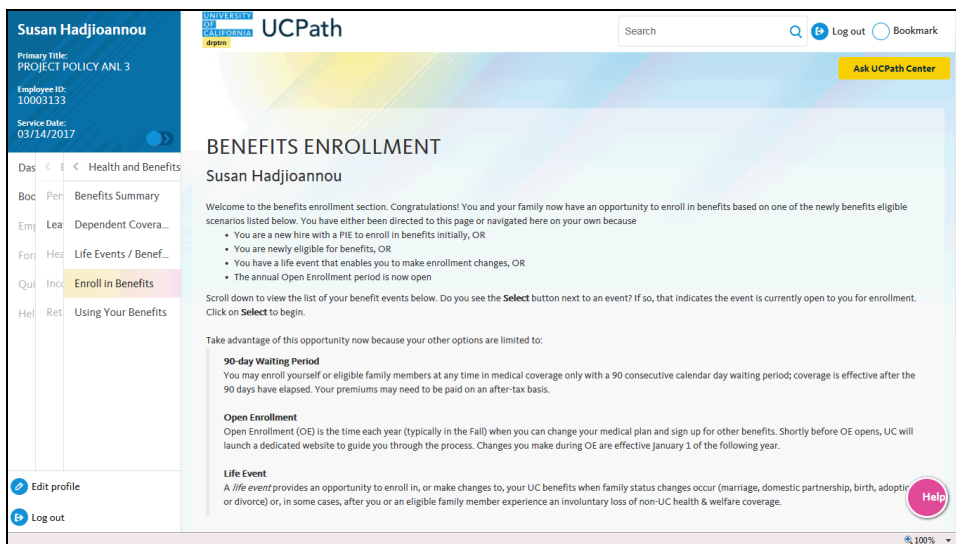 Susan Hadjioannou
Primary Title:
PROJECT POLICY ANL 3
Employee ID:
10003133
Service Date:
03/14/2017
UNIVERSITY
OF
CALIFORNIA
drptrn
UCPath
Search
Log out
Bookmark
Ask UCPath Center
Das
Boo
Em
For
Qui
Hel
Per
Lea
Hea
Inco
Ret
Health and Benefits
Benefits Summary
Dependent Covera...
Life Events / Benef...
Enroll in Benefits
Using Your Benefits
Edit profile
Log out
BENEFITS ENROLLMENT
Susan Hadjioannou
Welcome to the benefits enrollment section. Congratulations! You and your family now have an opportunity to enroll in benefits based on one of the newly benefits eligible
scenarios listed below. You have either been directed to this page or navigated here on your own because
• You are a new hire with a PIE to enroll in benefits initially, OR
• You are newly eligible for benefits, OR
• You have a life event that enables you to make enrollment changes, OR
• The annual Open Enrollment period is now open
Scroll down to view the list of your benefit events below. Do you see the Select button next to an event? If so, that indicates the event is currently open to you for enrollment.
Click on Select to begin.
Take advantage of this opportunity now because your other options are limited to:
90-day Waiting Period
You may enroll yourself or eligible family members at any time in medical coverage only with a 90 consecutive calendar day waiting period; coverage is effective after the
90 days have elapsed. Your premiums may need to be paid on an after-tax basis.
Open Enrollment
Open Enrollment (OE) is the time each year (typically in the Fall) when you can change your medical plan and sign up for other benefits. Shortly before OE opens, UC will
launch a dedicated website to guide you through the process. Changes you make during OE are effective January 1 of the following year.
Life Event
A life event provides an opportunity to enroll in, or make changes to, your UC benefits when family status changes occur (marriage, domestic partnership, birth, adoptio
or divorce) or, in some cases, after you or an eligible family member experience an involuntary loss of non-UC health & welfare coverage.
Help
100%